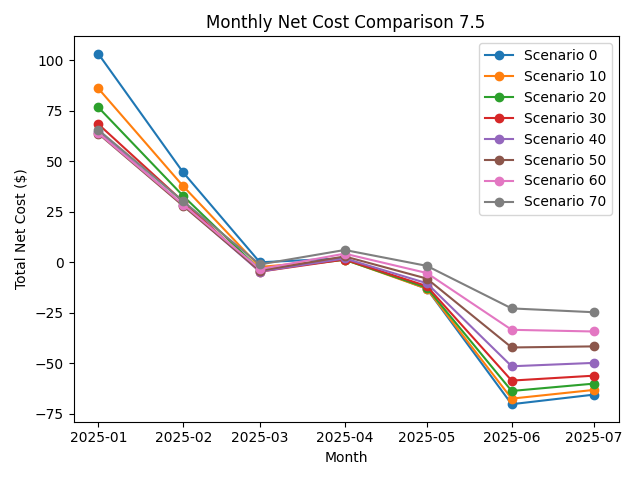 Monthly Net Cost Comparison 7.5
Total Net Cost ($)
100
75
50
25
0
−25
−50
−75
Scenario 0
Scenario 10
Scenario 20
Scenario 30
Scenario 40
Scenario 50
Scenario 60
Scenario 70
2025-01 2025-02 2025-03 2025-04 2025-05 2025-06 2025-07
Month